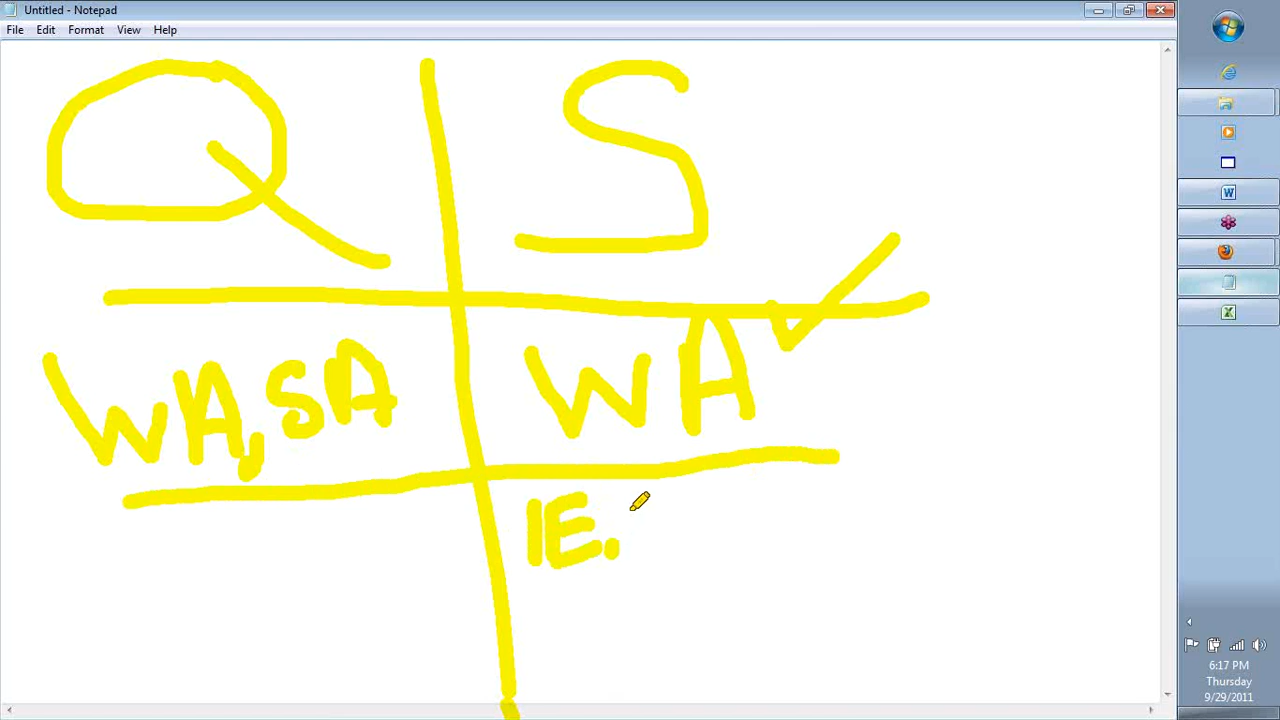 Untitled - Notepad
File Edit Format View Help
Q S
WA, SA WA
IE.
6:17 PM
Thursday
9/29/2011